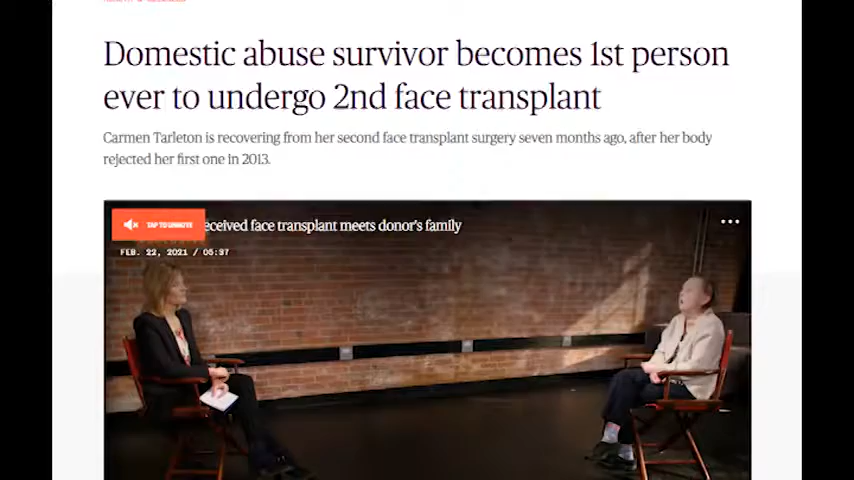 Domestic abuse survivor becomes 1st person
ever to undergo 2nd face transplant
Carmen Tarleton is recovering from her second face transplant surgery seven months ago, after her body
rejected her first one in 2013.
TAP TO UNMUTE
eceived face transplant meets donor's family
FEB. 22, 2021 / 05:37